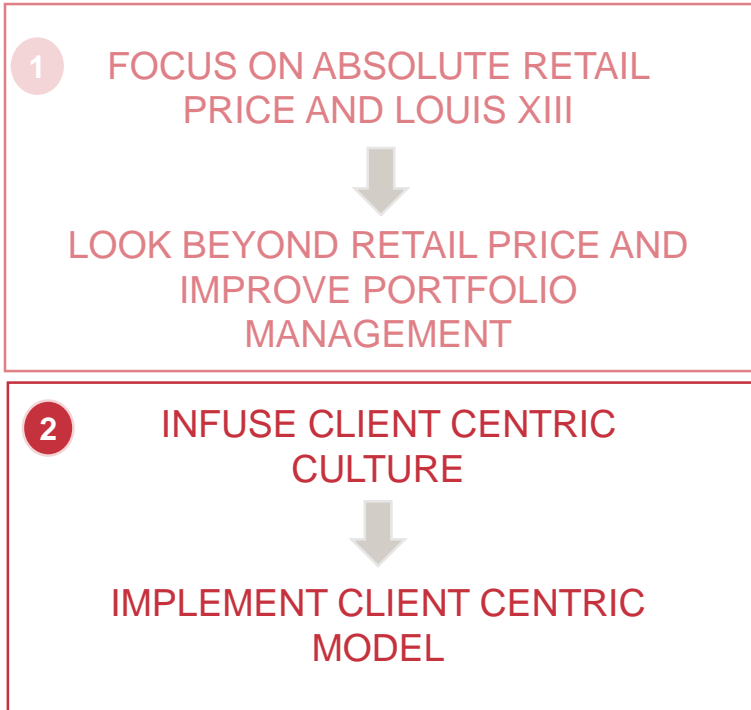 1
FOCUS ON ABSOLUTE RETAIL
PRICE AND LOUIS XIII
LOOK BEYOND RETAIL PRICE AND
IMPROVE PORTFOLIO
MANAGEMENT
2
INFUSE CLIENT CENTRIC
CULTURE
IMPLEMENT CLIENT CENTRIC
MODEL